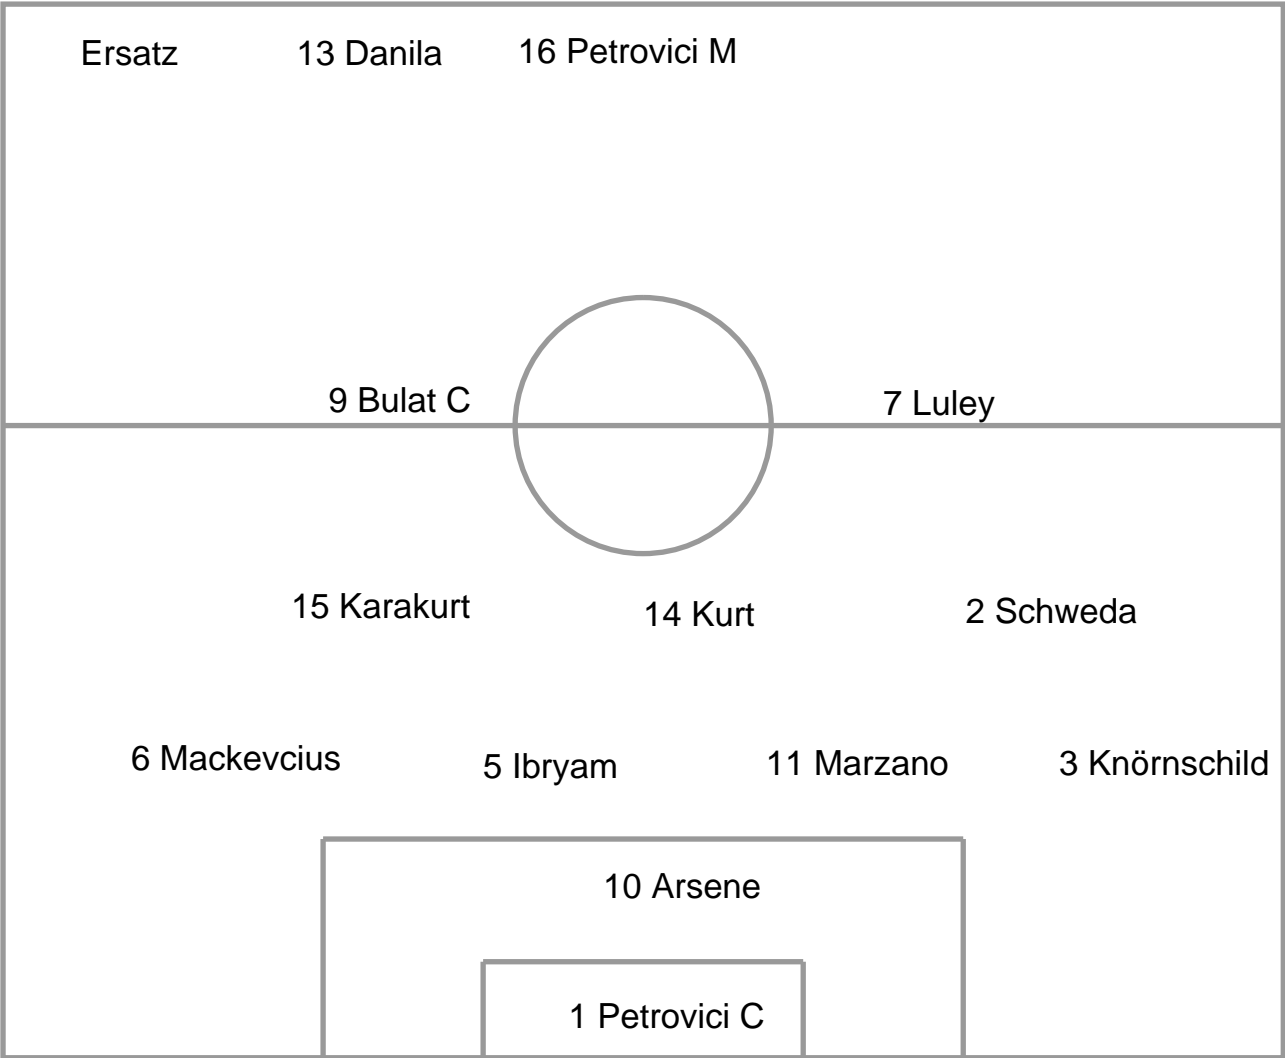 Ersatz 13 Danila 16 Petrovici M
9 Bulat C 7 Luley
15 Karakurt 14 Kurt 2 Schweda
6 Mackevcius 5 Ibryam 11 Marzano 3 Knörnschild
10 Arsene
1 Petrovici C